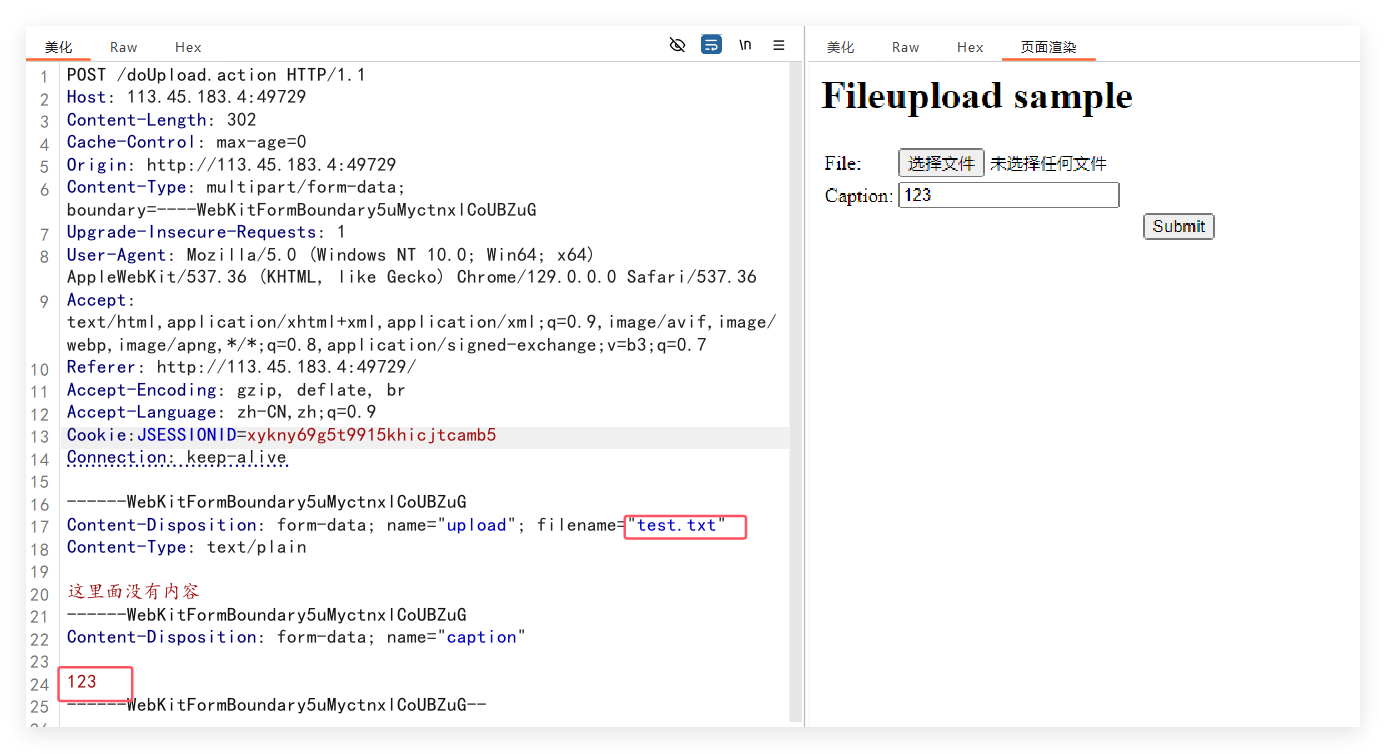 美化 Raw Hex \n
1 POST /doUpload.action HTTP/1.1
2 Host: 113.45.183.4:49729
3 Content-Length: 302
4 Cache-Control: max-age=0
5 Origin: http://113.45.183.4:49729
6 Content-Type: multipart/form-data;
boundary=----WebKitFormBoundary5uMyctnxlCoUBZuG
7 Upgrade-Insecure-Requests: 1
8 User-Agent: Mozilla/5.0 (Windows NT 10.0; Win64; x64)
AppleWebKit/537.36 (KHTML, like Gecko) Chrome/129.0.0.0 Safari/537.36
9 Accept:
text/html,application/xhtml+xml,application/xml;q=0.9,image/avif,image/
webp,image/apng,*/*;q=0.8,application/signed-exchange;v=b3;q=0.7
10 Referer: http://113.45.183.4:49729/
11 Accept-Encoding: gzip, deflate, br
12 Accept-Language: zh-CN,zh;q=0.9
13 Cookie:JSESSIONID=xykny69g5t9915khicjtcamb5
14 Connection: keep-alive
15
16 ------WebKitFormBoundary5uMyctnxlCoUBZuG
17 Content-Disposition: form-data; name="upload"; filename="test.txt"
18 Content-Type: text/plain
19
20 这里面没有内容
21 ------WebKitFormBoundary5uMyctnxlCoUBZuG
22 Content-Disposition: form-data; name="caption"
23
24 123
25 ------WebKitFormBoundary5uMyctnxlCoUBZuG--
美化 Raw Hex 页面渲染
Fileupload sample
File: 选择文件 未选择任何文件
Caption: 123
Submit